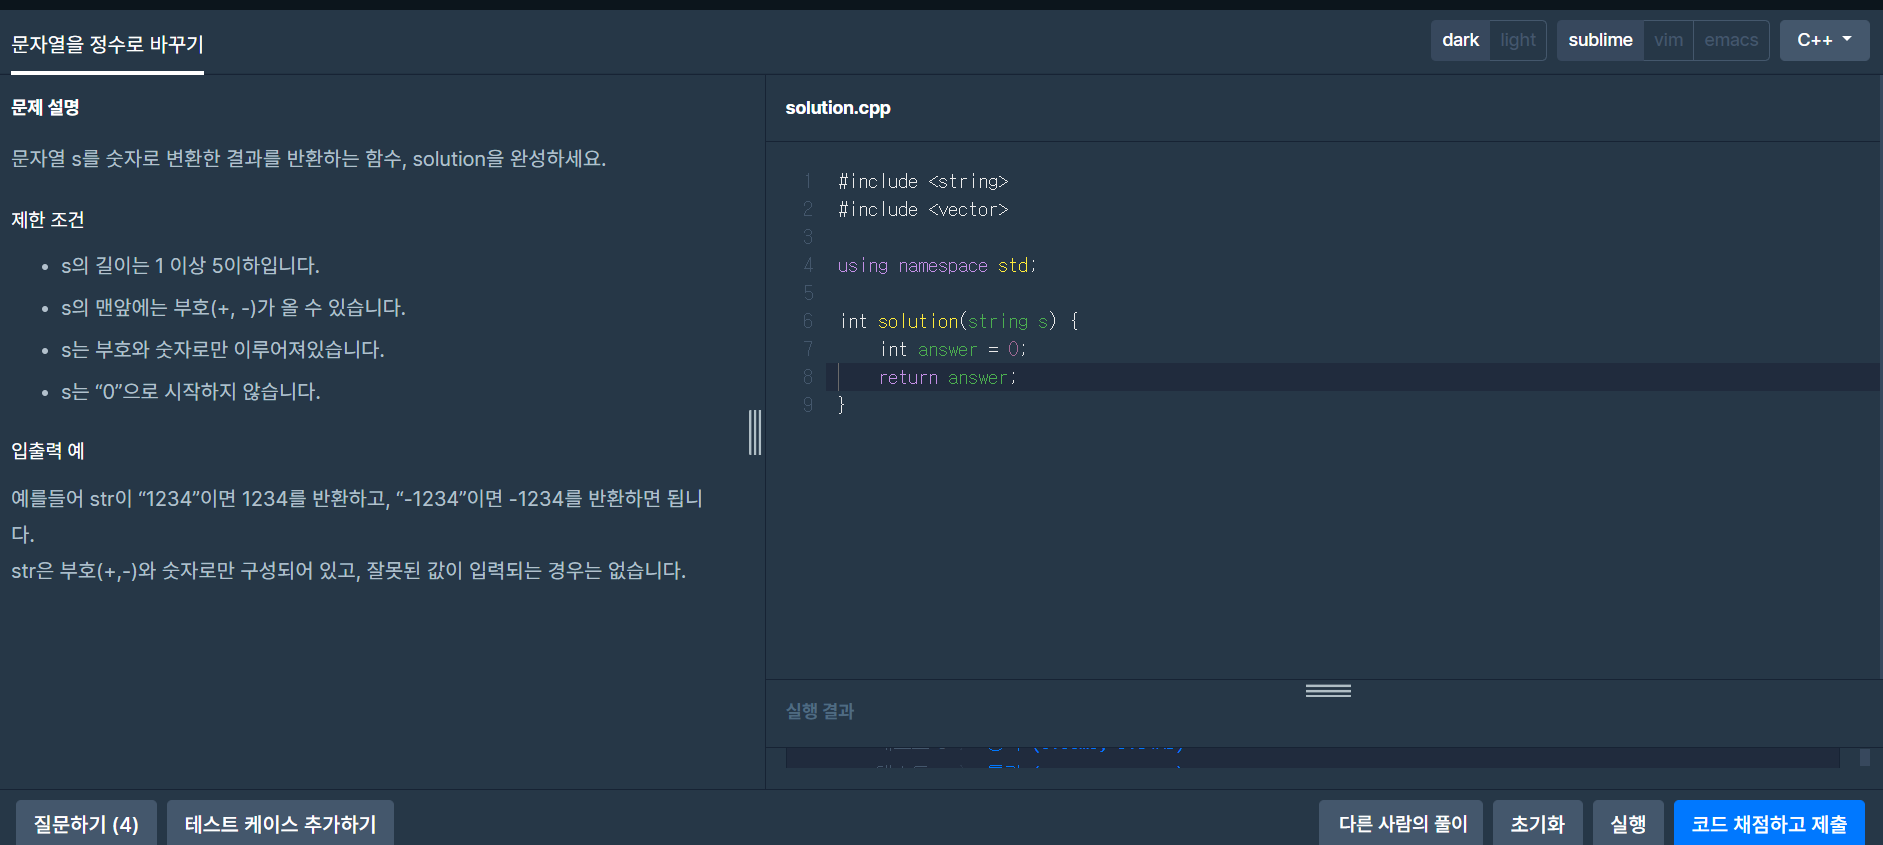 문자열을 정수로 바꾸기
dark light sublime vim emacs C++
문제 설명
문자열 s를 숫자로 변환한 결과를 반환하는 함수, solution을 완성하세요.
제한 조건
• s의 길이는 1 이상 5이하입니다.
• s의 맨앞에는 부호(+, -)가 올 수 있습니다.
• s는 부호와 숫자로만 이루어져있습니다.
• s는 “0”으로 시작하지 않습니다.
입출력 예
예를들어 str이 “1234”이면 1234를 반환하고, “-1234”이면 -1234를 반환하면 됩니
다.
str은 부호(+,-)와 숫자로만 구성되어 있고, 잘못된 값이 입력되는 경우는 없습니다.
solution.cpp
1 #include <string>
2 #include <vector>
3
4 using namespace std;
5
6 int solution(string s) {
7 int answer = 0;
8 return answer;
9 }
실행 결과
질문하기 (4) 테스트 케이스 추가하기 다른 사람의 풀이 초기화 실행 코드 채점하고 제출